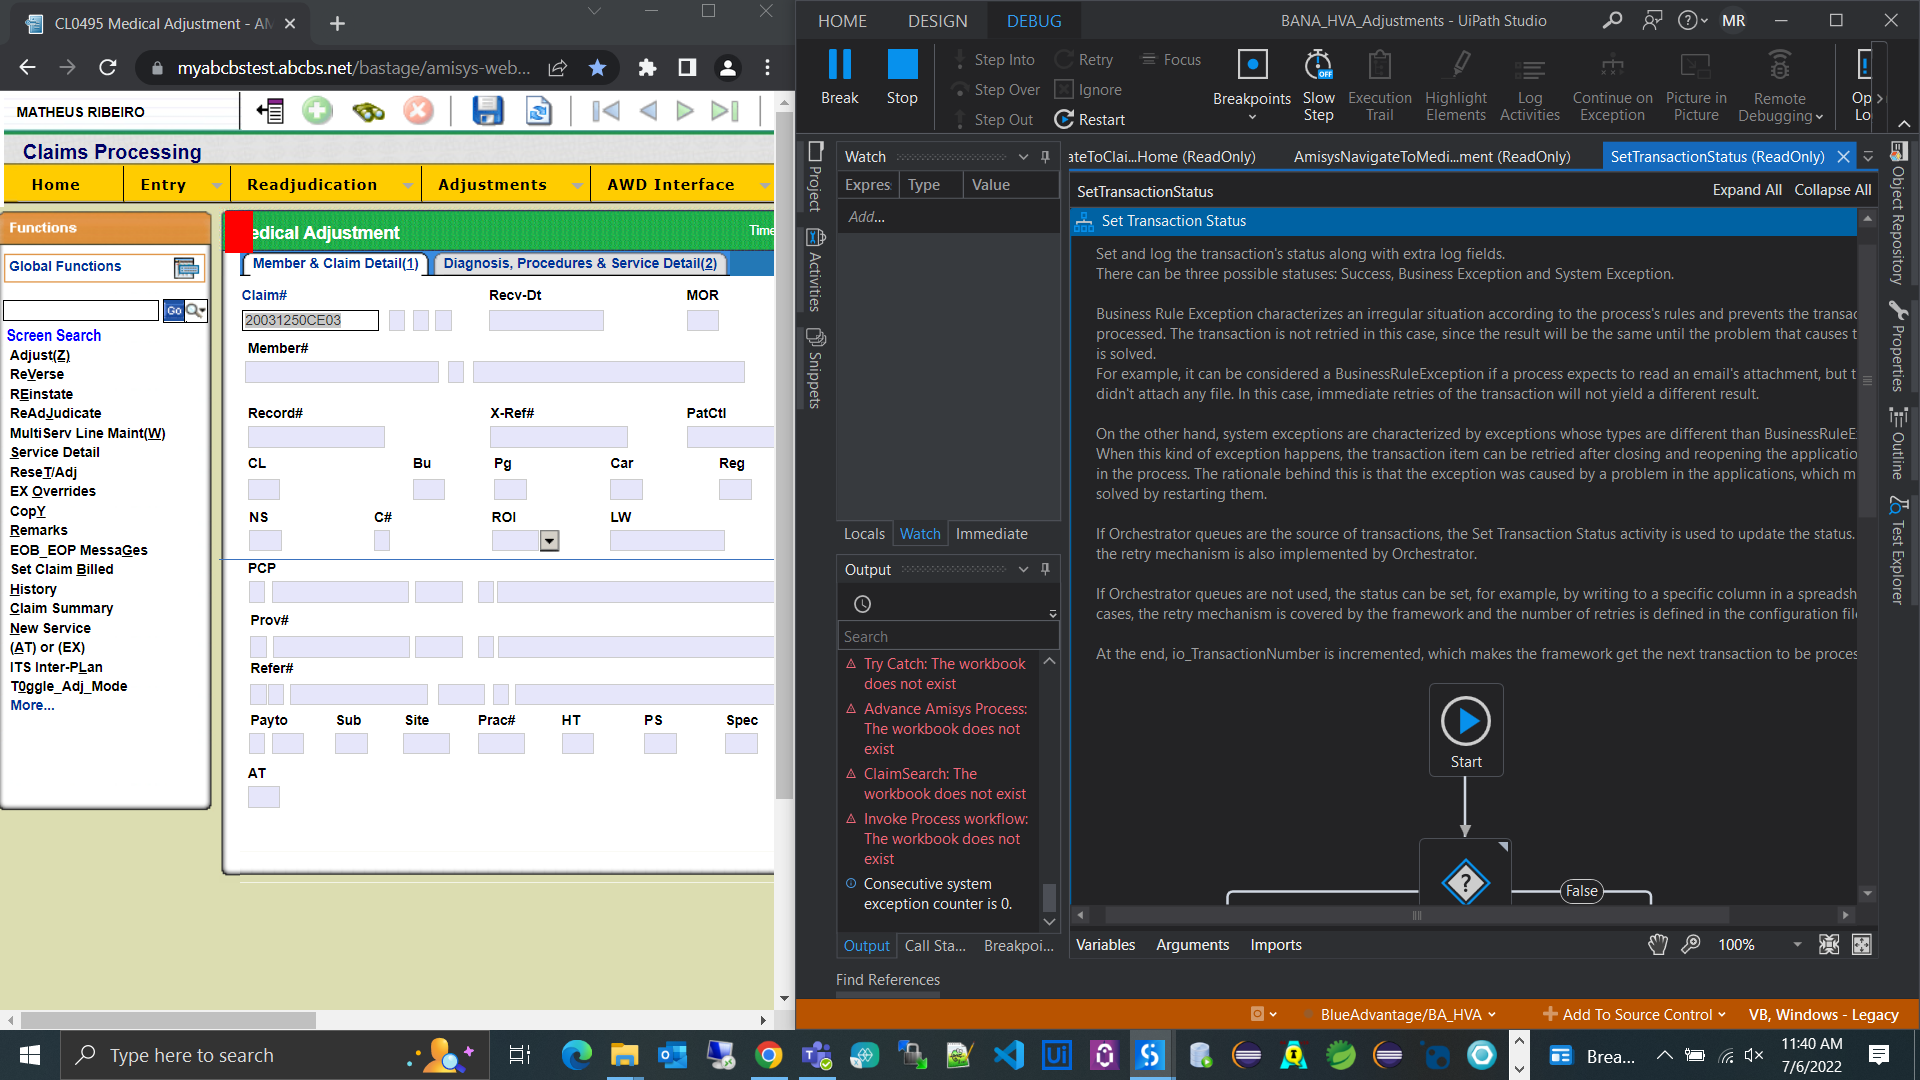 CL0495 Medical Adjustment - AM
myabcbstest.abcbs.net/bastage/amisys-web...
MATHEUS RIBEIRO
Claims Processing
Home
Entry
Readjudication
Adjustments
AWD Interface
Functions
Global Functions
Go
Screen Search
Adjust(Z)
ReVerse
REinstate
ReAdJudicate
MultiServ Line Maint(W)
Service Detail
ReseT/Adj
EX Overrides
CopY
Remarks
EOB_EOP MessaGes
Set Claim Billed
History
Claim Summary
New Service
(AT) or (EX)
ITS Inter-PLan
T0ggle_Adj_Mode
More...
edical Adjustment
Time
Member & Claim Detail(1)
Diagnosis, Procedures & Service Detail(2)
Claim#
Recv-Dt
MOR
20031250CE03
Member#
Record#
X-Ref#
PatCtl
CL
Bu
Pg
Car
Reg
NS
C#
ROI
LW
PCP
Prov#
Refer#
Payto
Sub
Site
Prac#
HT
PS
Spec
AT
HOME
DESIGN
DEBUG
BANA_HVA_Adjustments - UiPath Studio
MR
Break
Stop
Step Into
Step Over
Step Out
Retry
Ignore
Restart
Focus
Breakpoints
Slow Step
OFF
Execution Trail
Highlight Elements
Log Activities
Continue on Exception
Picture in Picture
Remote Debugging
Op
Lo
Project
Activities
Snippets
Watch
Expres
Type
Value
Add...
Locals
Watch
Immediate
Output
Search
Try Catch: The workbook does not exist
Advance Amisys Process: The workbook does not exist
ClaimSearch: The workbook does not exist
Invoke Process workflow: The workbook does not exist
Consecutive system exception counter is 0.
Output
Call Sta...
Breakpoi...
Find References
ateToClai...Home (ReadOnly)
AmisysNavigateToMedi...ment (ReadOnly)
SetTransactionStatus (ReadOnly)
SetTransactionStatus
Expand All
Collapse All
Set Transaction Status
Set and log the transaction's status along with extra log fields.
There can be three possible statuses: Success, Business Exception and System Exception.
Business Rule Exception characterizes an irregular situation according to the process's rules and prevents the transac
processed. The transaction is not retried in this case, since the result will be the same until the problem that causes t
is solved.
For example, it can be considered a BusinessRuleException if a process expects to read an email's attachment, but t
didn't attach any file. In this case, immediate retries of the transaction will not yield a different result.
On the other hand, system exceptions are characterized by exceptions whose types are different than BusinessRuleE
When this kind of exception happens, the transaction item can be retried after closing and reopening the applicatio
in the process. The rationale behind this is that the exception was caused by a problem in the applications, which m
solved by restarting them.
If Orchestrator queues are the source of transactions, the Set Transaction Status activity is used to update the status.
the retry mechanism is also implemented by Orchestrator.
If Orchestrator queues are not used, the status can be set, for example, by writing to a specific column in a spreadsh
cases, the retry mechanism is covered by the framework and the number of retries is defined in the configuration file
At the end, io_TransactionNumber is incremented, which makes the framework get the next transaction to be proces
Start
False
Variables
Arguments
Imports
100%
Object Repository
Properties
Outline
Test Explorer
BlueAdvantage/BA_HVA
Add To Source Control
VB, Windows - Legacy
Type here to search
Brea...
11:40 AM
7/6/2022